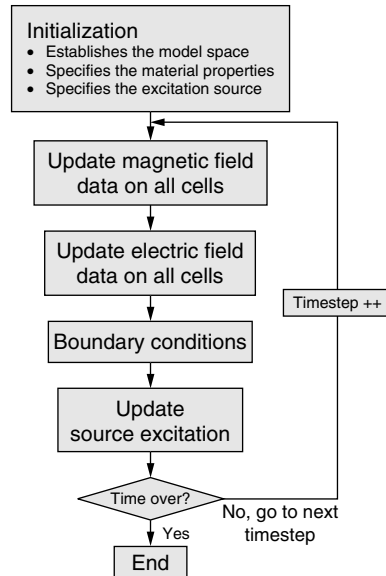 Initialization
• Establishes the model space
• Specifies the material properties
• Specifies the excitation source
Update magnetic field
data on all cells
Update electric field
data on all cells
Timestep ++
Boundary conditions
Update
source excitation
Time over?
No, go to next
timestep
Yes
End